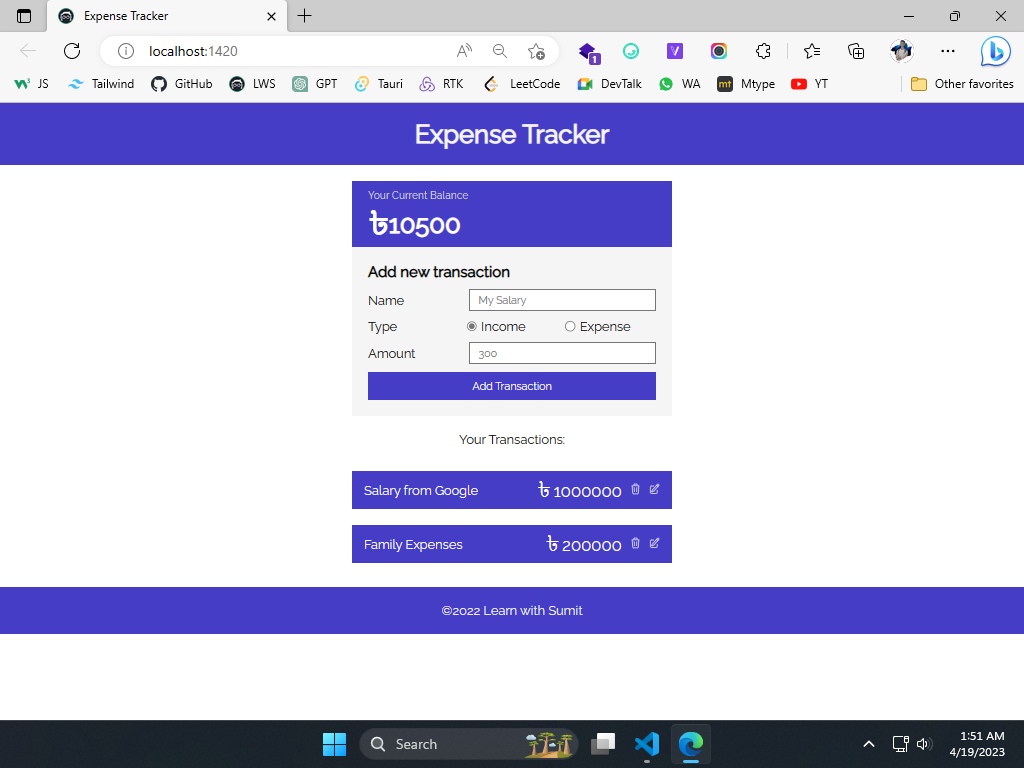 Expense Tracker
localhost:1420
1
JS Tailwind GitHub LWS GPT Tauri RTK LeetCode DevTalk WA Mtype YT Other favorites
Expense Tracker
Your Current Balance
৳10500
Add new transaction
Name My Salary
Type Income Expense
Amount 300
Add Transaction
Your Transactions:
Salary from Google ৳ 1000000
Family Expenses ৳ 200000
©2022 Learn with Sumit
Search
1:51 AM
4/19/2023